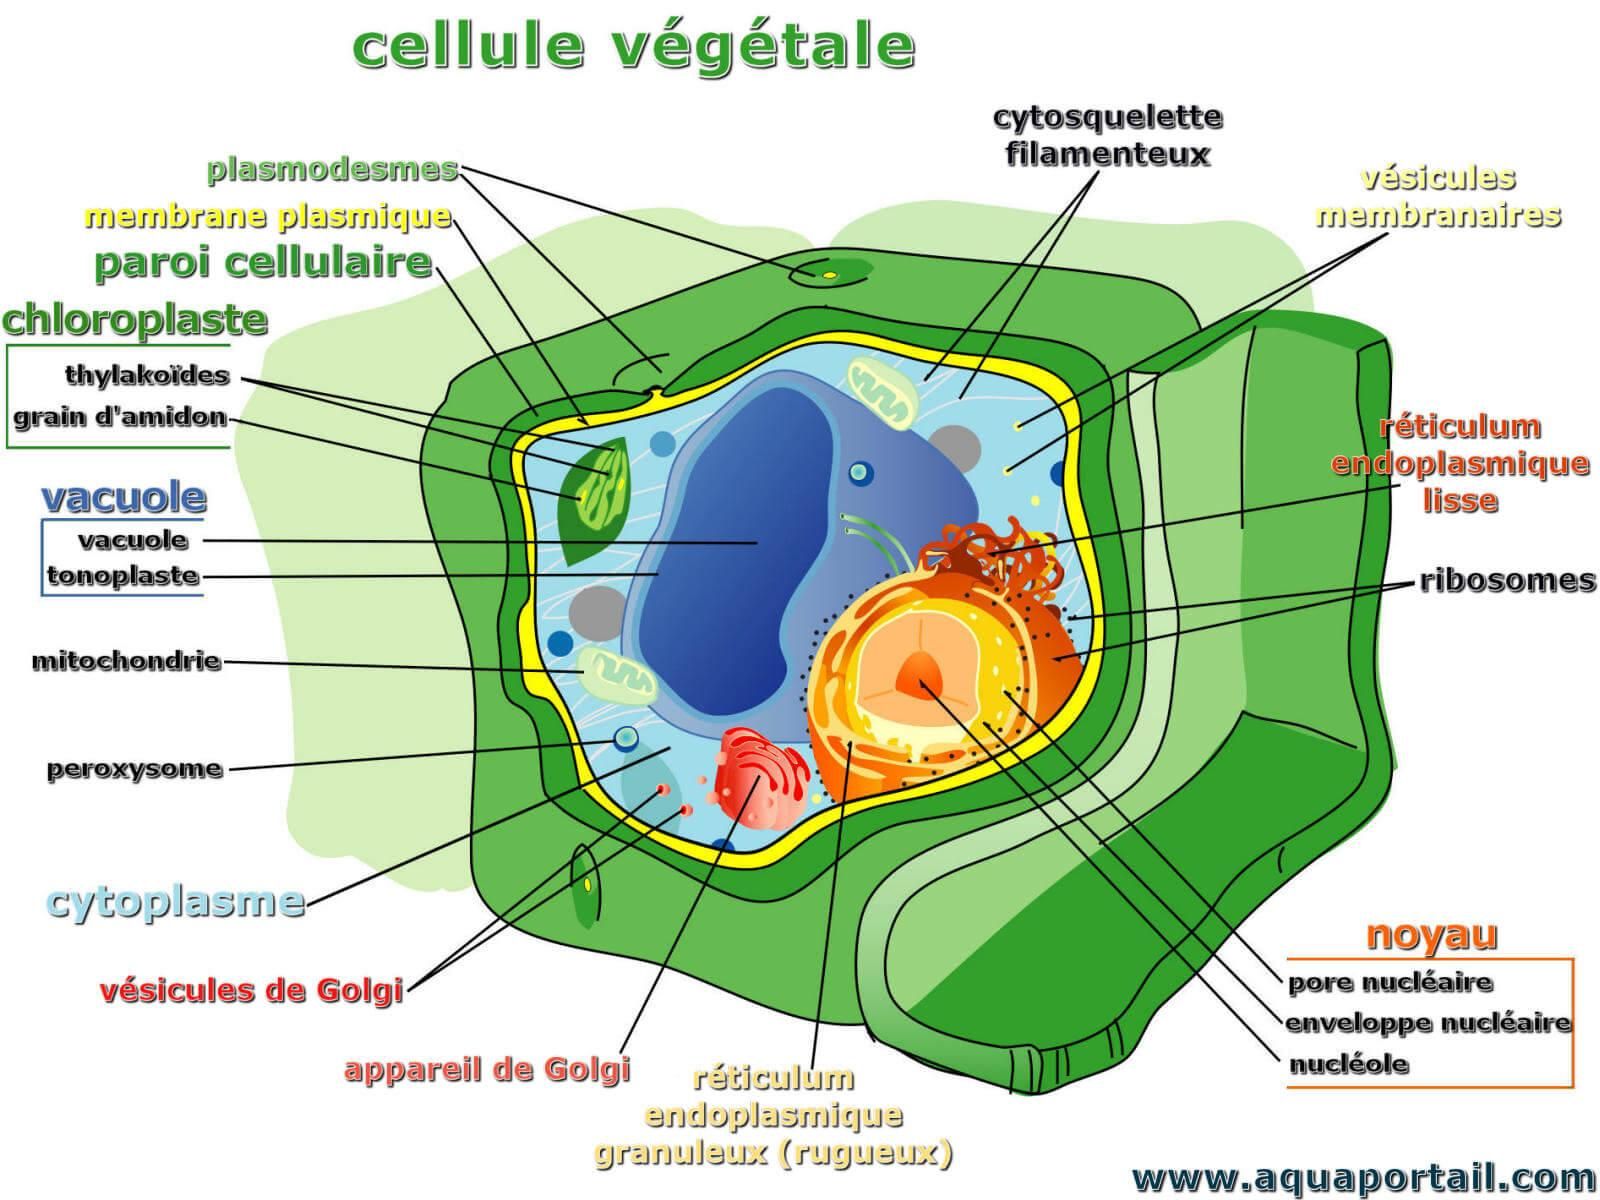 cellule végétale
cytosquelette
filamenteux
plasmodesmes
vésicules
membranaires
membrane plasmique
paroi cellulaire
chloroplaste
thylakoïdes
grain d'amidon
réticulum
endoplasmique
lisse
vacuole
vacuole
tonoplaste
ribosomes
mitochondrie
peroxysome
cytoplasme
noyau
pore nucléaire
enveloppe nucléaire
nucléole
vésicules de Golgi
appareil de Golgi
réticulum
endoplasmique
granuleux (rugueux)
www.aquaportail.com